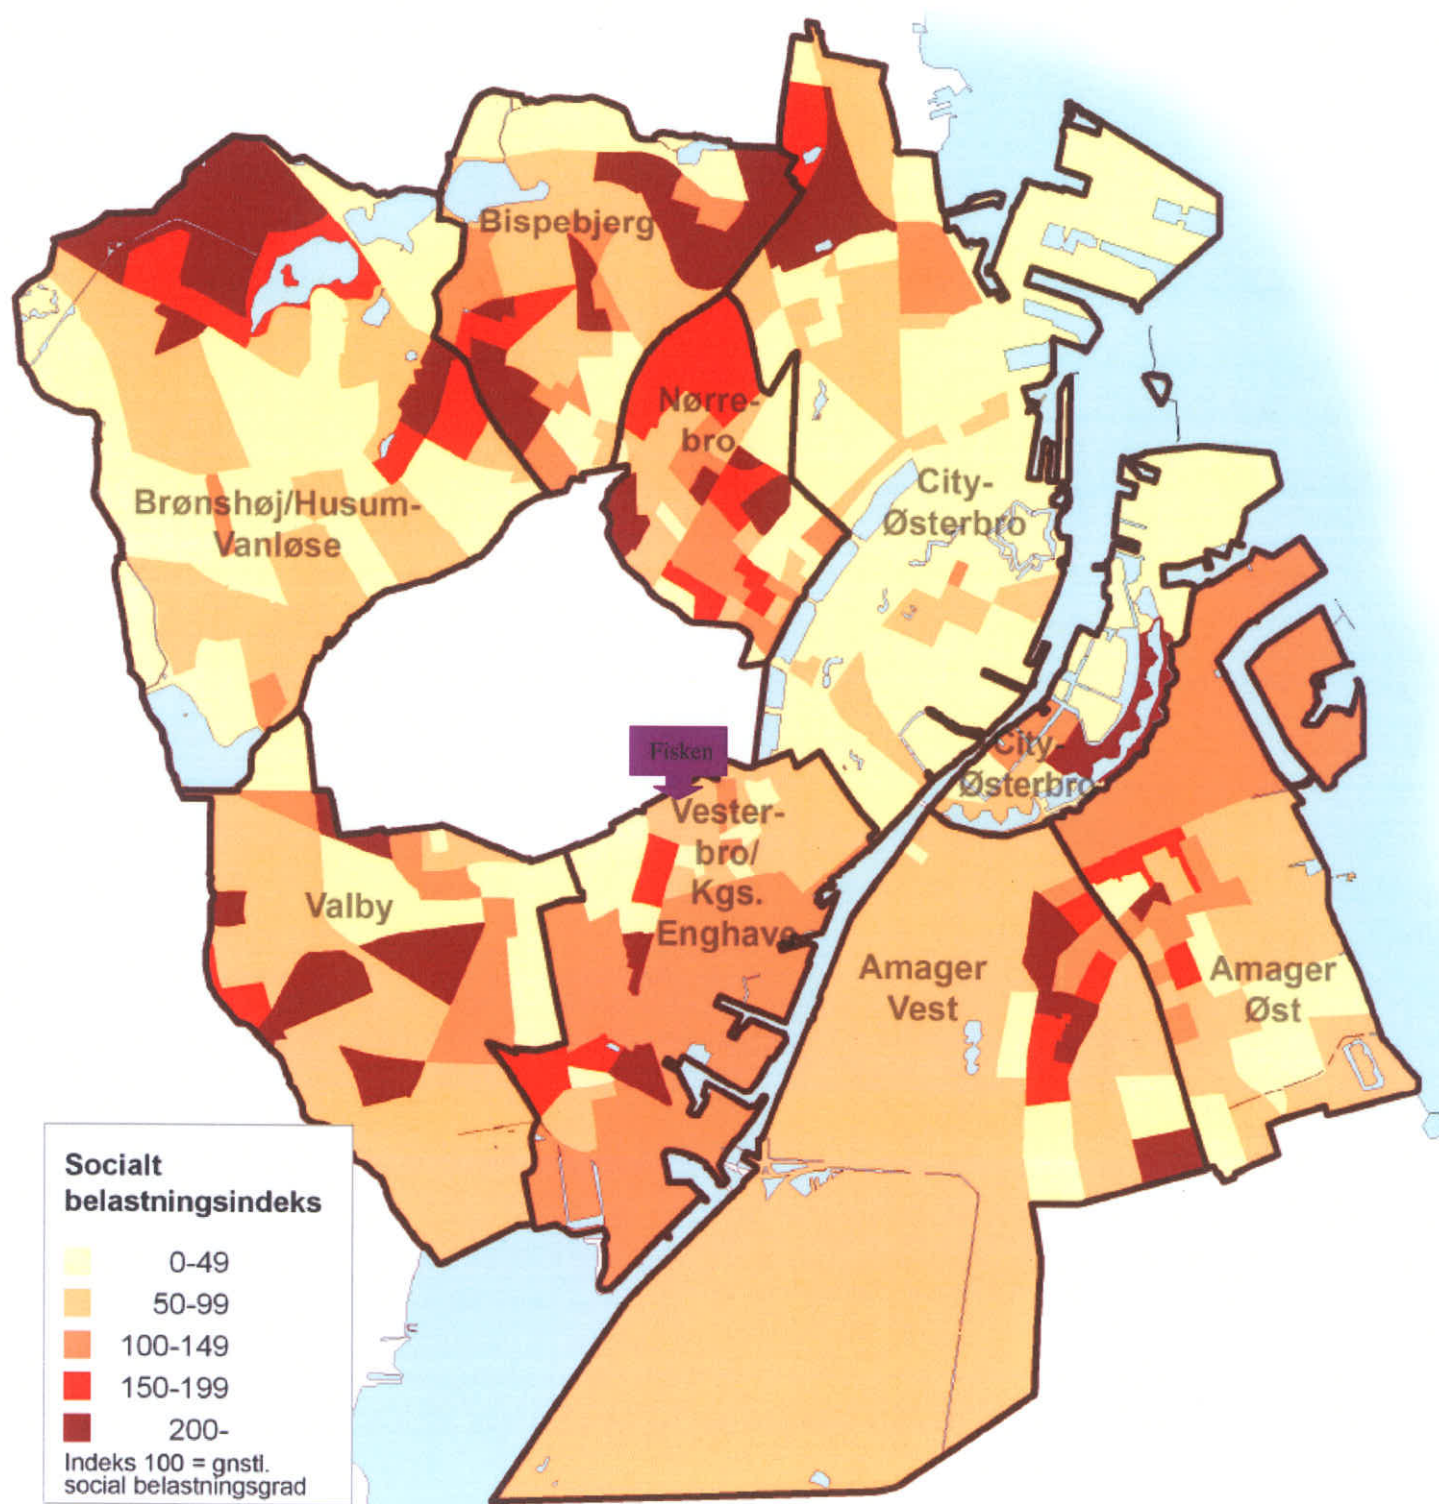 Bispebjerg
Nørre-
bro
City-
Østerbro
Brønshøj/Husum-
Vanløse
Fisken
City-
Østerbro
Vester-
bro/
Kgs.
Enghave
Valby
Amager
Vest
Amager
Øst
Socialt
belastningsindeks
0-49
50-99
100-149
150-199
200-
Indeks 100 = gnstl.
social belastningsgrad